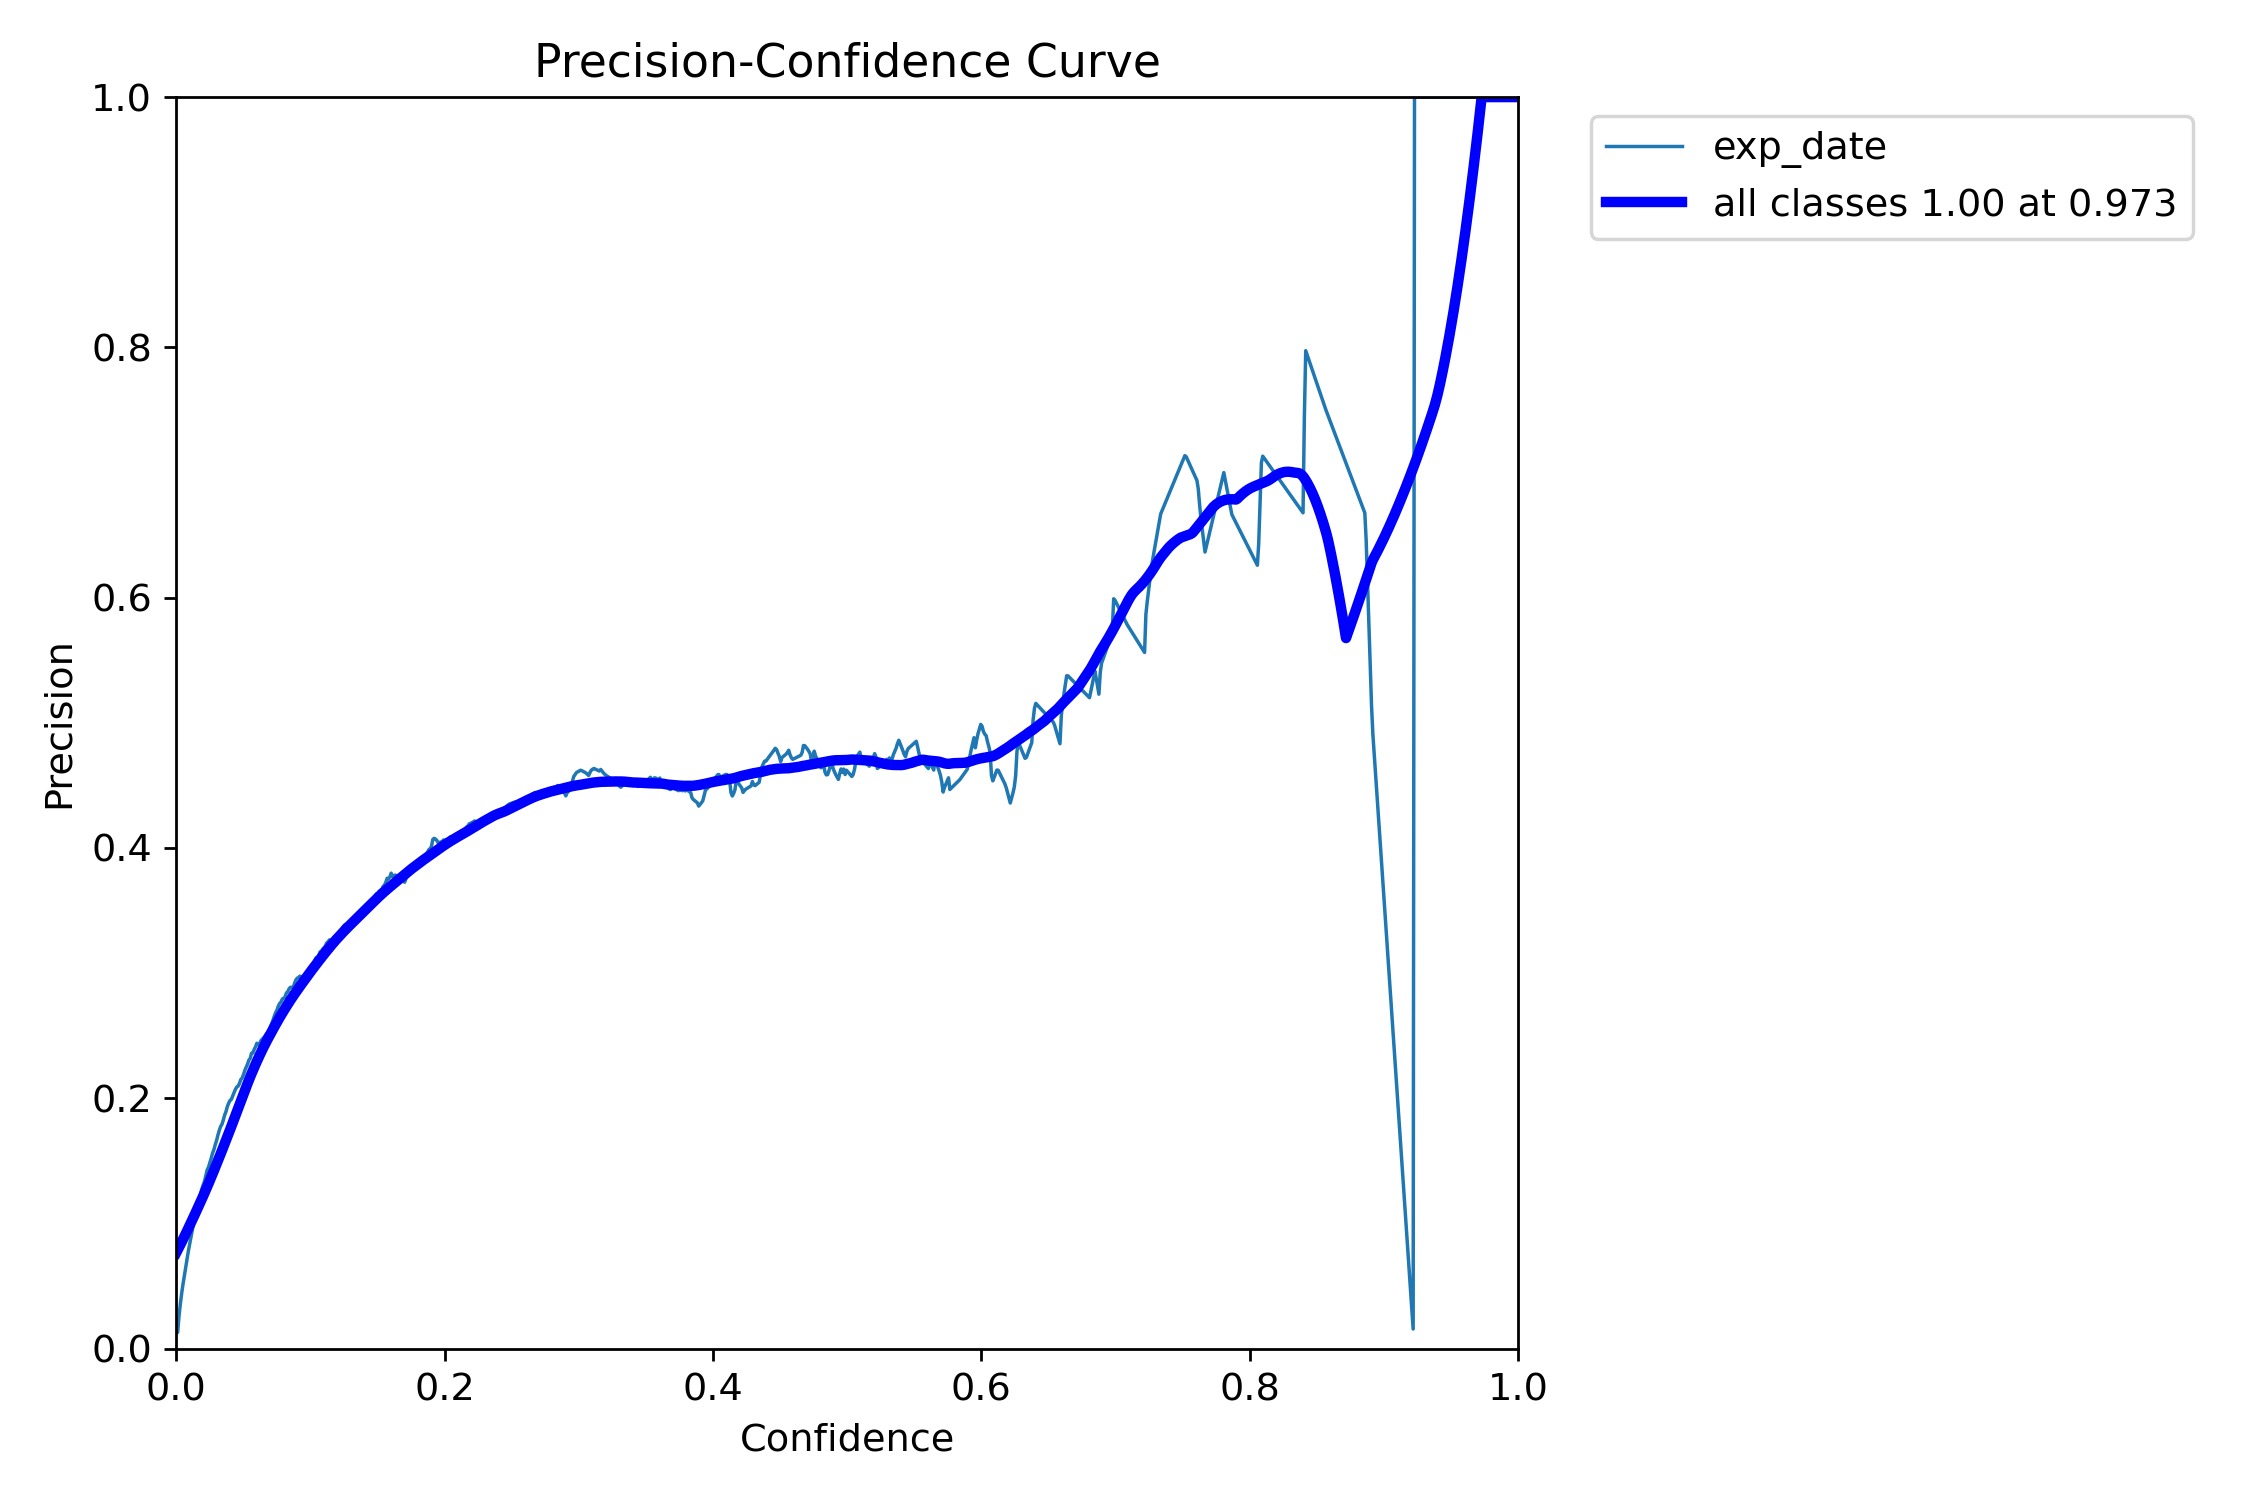 Precision-Confidence Curve
1.0
0.8
0.6
0.4
0.2
0.0
Precision
0.0 0.2 0.4 0.6 0.8 1.0
Confidence
exp_date
all classes 1.00 at 0.973